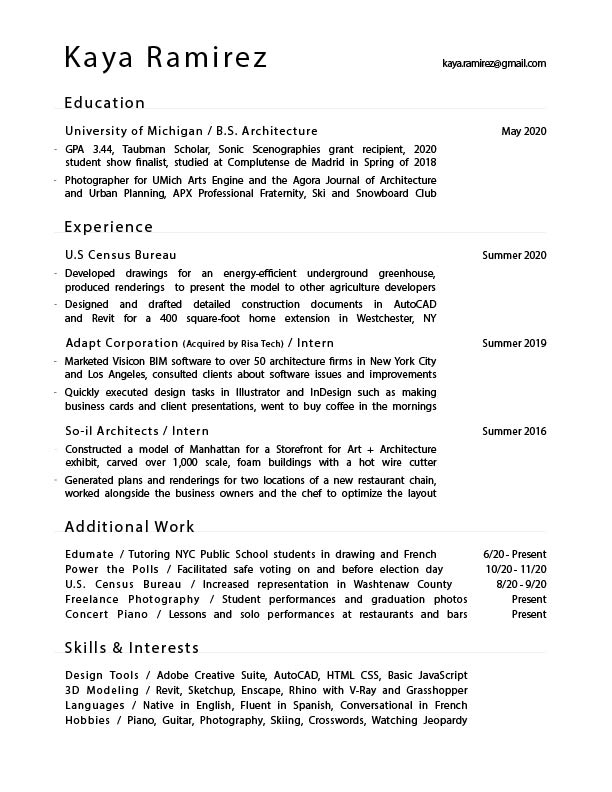 Kaya Ramirez
kaya.ramirez@gmail.com
Education
University of Michigan / B.S. Architecture May 2020
- GPA 3.44, Taubman Scholar, Sonic Scenographies grant recipient, 2020
student show finalist, studied at Complutense de Madrid in Spring of 2018
- Photographer for UMich Arts Engine and the Agora Journal of Architecture
and Urban Planning, APX Professional Fraternity, Ski and Snowboard Club
Experience
U.S Census Bureau Summer 2020
- Developed drawings for an energy-efficient underground greenhouse,
produced renderings to present the model to other agriculture developers
- Designed and drafted detailed construction documents in AutoCAD
and Revit for a 400 square-foot home extension in Westchester, NY
Adapt Corporation (Acquired by Risa Tech) / Intern Summer 2019
- Marketed Visicon BIM software to over 50 architecture firms in New York City
and Los Angeles, consulted clients about software issues and improvements
- Quickly executed design tasks in Illustrator and InDesign such as making
business cards and client presentations, went to buy coffee in the mornings
So-il Architects / Intern Summer 2016
- Constructed a model of Manhattan for a Storefront for Art + Architecture
exhibit, carved over 1,000 scale, foam buildings with a hot wire cutter
- Generated plans and renderings for two locations of a new restaurant chain,
worked alongside the business owners and the chef to optimize the layout
Additional Work
Edumate / Tutoring NYC Public School students in drawing and French 6/20 - Present
Power the Polls / Facilitated safe voting on and before election day 10/20 - 11/20
U.S. Census Bureau / Increased representation in Washtenaw County 8/20 - 9/20
Freelance Photography / Student performances and graduation photos Present
Concert Piano / Lessons and solo performances at restaurants and bars Present
Skills & Interests
Design Tools / Adobe Creative Suite, AutoCAD, HTML CSS, Basic JavaScript
3D Modeling / Revit, Sketchup, Enscape, Rhino with V-Ray and Grasshopper
Languages / Native in English, Fluent in Spanish, Conversational in French
Hobbies / Piano, Guitar, Photography, Skiing, Crosswords, Watching Jeopardy